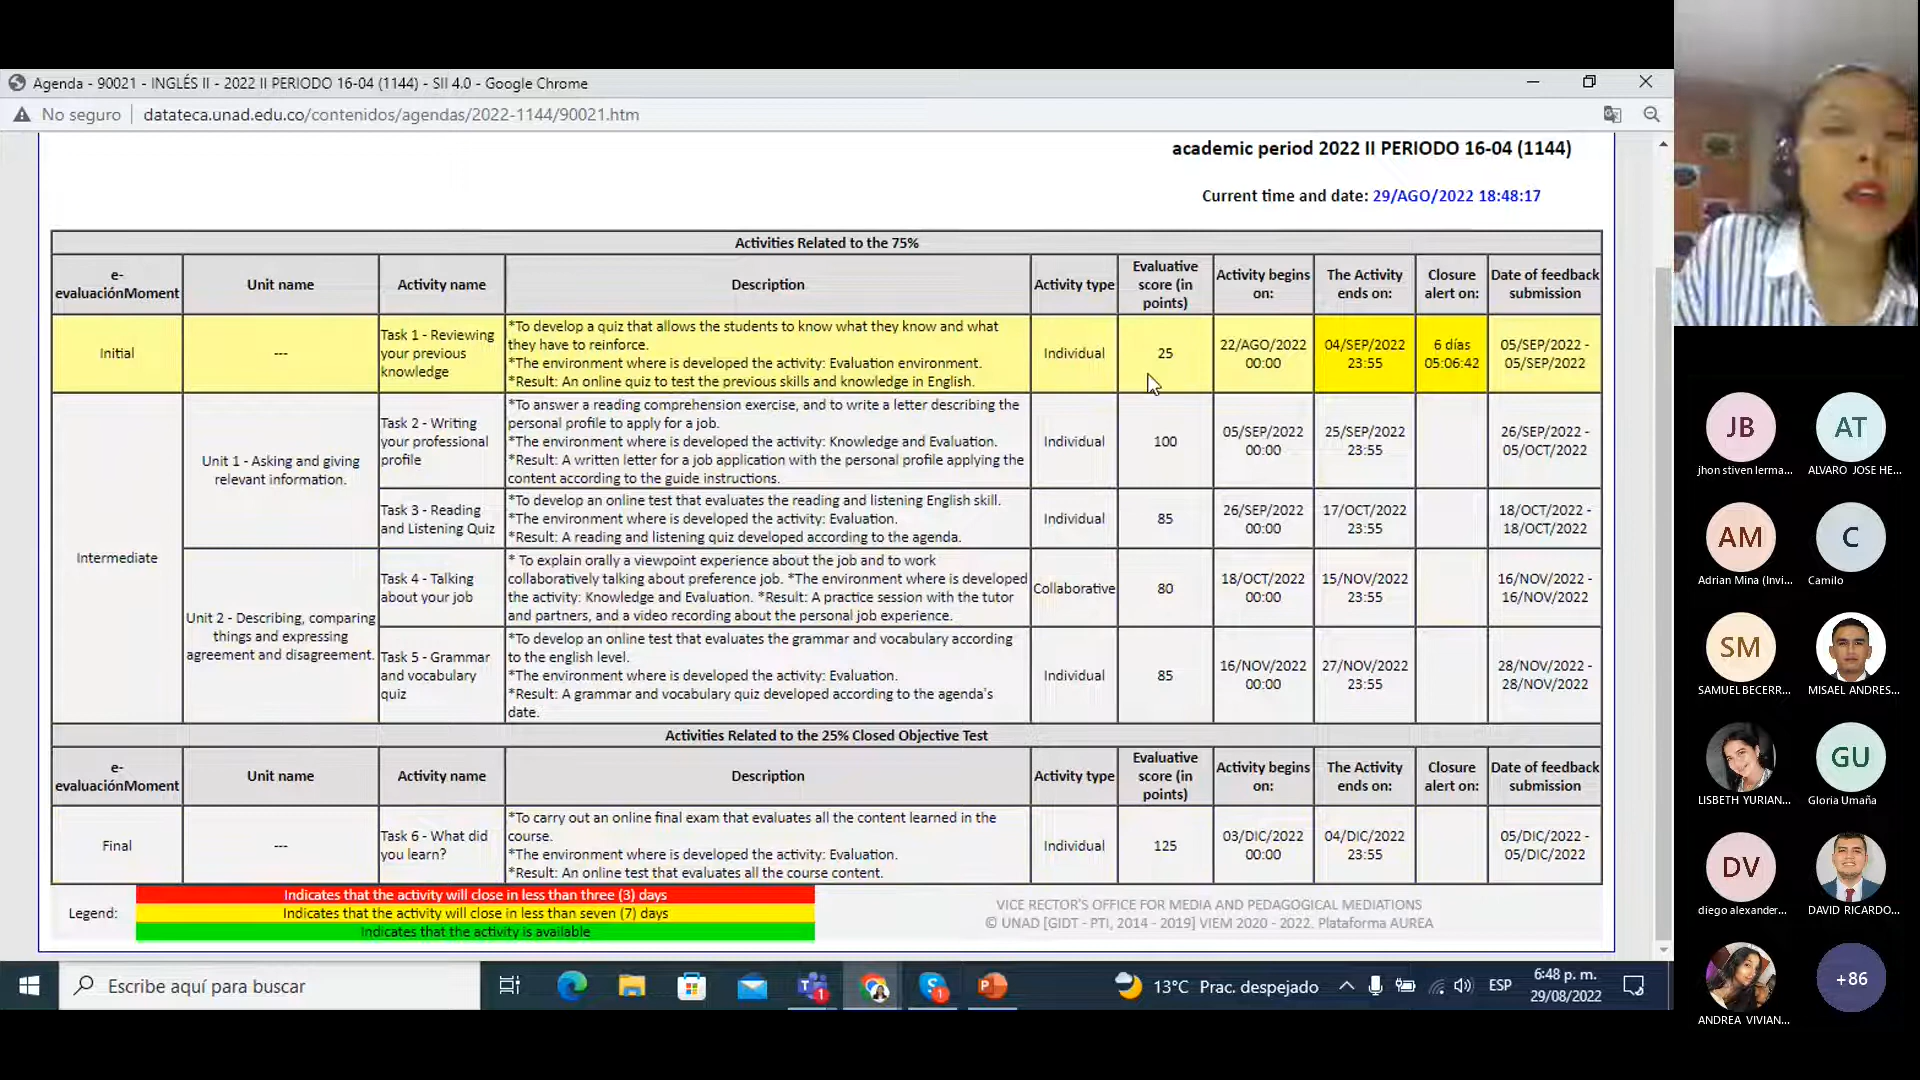 Agenda - 90021 - INGLÉS II - 2022 II PERIODO 16-04 (1144) - SII 4.0 - Google Chrome
No seguro
datateca.unad.edu.co/contenidos/agendas/2022-1144/90021.htm
academic period 2022 II PERIODO 16-04 (1144)
Current time and date: 29/AGO/2022 18:48:17
Activities Related to the 75%
e-
evaluaciónMoment
Unit name
Activity name
Description
Activity type
Evaluative
score (in
points)
Activity begins
on:
The Activity
ends on:
Closure
alert on:
Date of feedback
submission
Initial
---
Task 1 - Reviewing
your previous
knowledge
*To develop a quiz that allows the students to know what they know and what
they have to reinforce.
*The environment where is developed the activity: Evaluation environment.
*Result: An online quiz to test the previous skills and knowledge in English.
Individual
25
22/AGO/2022
00:00
04/SEP/2022
23:55
6 días
05:06:42
05/SEP/2022 -
05/SEP/2022
Intermediate
Unit 1 - Asking and giving
relevant information.
Task 2 - Writing
your professional
profile
*To answer a reading comprehension exercise, and to write a letter describing the
personal profile to apply for a job.
*The environment where is developed the activity: Knowledge and Evaluation.
*Result: A written letter for a job application with the personal profile applying the
content according to the guide instructions.
Individual
100
05/SEP/2022
00:00
25/SEP/2022
23:55
26/SEP/2022 -
05/OCT/2022
Task 3 - Reading
and Listening Quiz
*To develop an online test that evaluates the reading and listening English skill.
*The environment where is developed the activity: Evaluation.
*Result: A reading and listening quiz developed according to the agenda.
Individual
85
26/SEP/2022
00:00
17/OCT/2022
23:55
18/OCT/2022 -
18/OCT/2022
Unit 2 - Describing, comparing
things and expressing
agreement and disagreement.
Task 4 - Talking
about your job
* To explain orally a viewpoint experience about the job and to work
collaboratively talking about preference job. *The environment where is developed
the activity: Knowledge and Evaluation. *Result: A practice session with the tutor
and partners, and a video recording about the personal job experience.
Collaborative
80
18/OCT/2022
00:00
15/NOV/2022
23:55
16/NOV/2022 -
16/NOV/2022
Task 5 - Grammar
and vocabulary
quiz
*To develop an online test that evaluates the grammar and vocabulary according
to the english level.
*The environment where is developed the activity: Evaluation.
*Result: A grammar and vocabulary quiz developed according to the agenda's
date.
Individual
85
16/NOV/2022
00:00
27/NOV/2022
23:55
28/NOV/2022 -
28/NOV/2022
Activities Related to the 25% Closed Objective Test
e-
evaluaciónMoment
Unit name
Activity name
Description
Activity type
Evaluative
score (in
points)
Activity begins
on:
The Activity
ends on:
Closure
alert on:
Date of feedback
submission
Final
---
Task 6 - What did
you learn?
*To carry out an online final exam that evaluates all the content learned in the
course.
*The environment where is developed the activity: Evaluation.
*Result: An online test that evaluates all the course content.
Individual
125
03/DIC/2022
00:00
04/DIC/2022
23:55
05/DIC/2022 -
05/DIC/2022
Legend:
Indicates that the activity will close in less than three (3) days
Indicates that the activity will close in less than seven (7) days
Indicates that the activity is available
VICE RECTOR'S OFFICE FOR MEDIA AND PEDAGOGICAL MEDIATIONS
© UNAD [GIDT - PTI, 2014 - 2019] VIEM 2020 - 2022. Plataforma AUREA
Escribe aquí para buscar
1
1
13°C Prac. despejado
ESP
6:48 p. m.
29/08/2022
JB
AT
jhon stiven lerma...
ALVARO JOSE HE...
AM
C
Adrian Mina (Invi...
Camilo
SM
SAMUEL BECERR...
MISAEL ANDRES...
GU
LISBETH YURIAN...
Gloria Umaña
DV
diego alexander...
DAVID RICARDO...
+86
ANDREA VIVIAN...